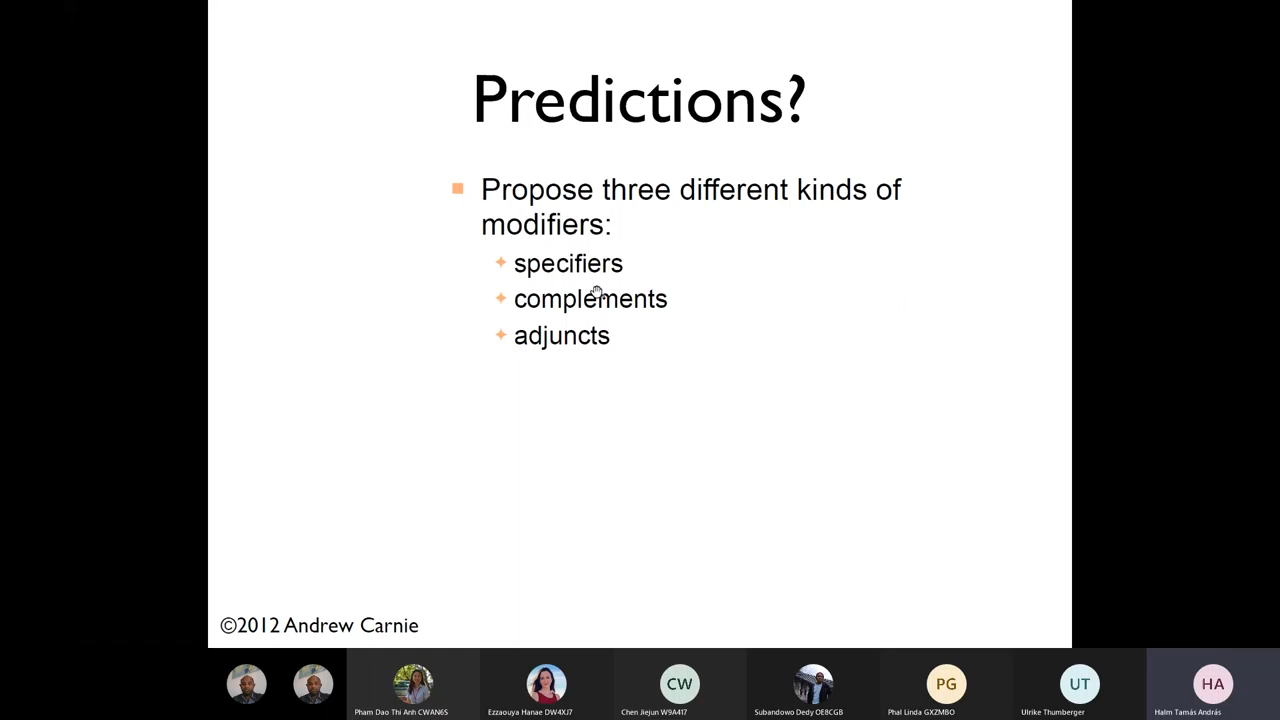 Predictions?
Propose three different kinds of
modifiers:
specifiers
complements
adjuncts
©2012 Andrew Carnie
CW
PG
UT
HA
Pham Dao Thi Anh CWAN6S
Ezzaouya Hanae DW4XJ7
Chen Jiejun W9A417
Subandowo Dedy OE8CGB
Phal Linda GXZMBO
Ulrike Thumberger
Halm Tamás András